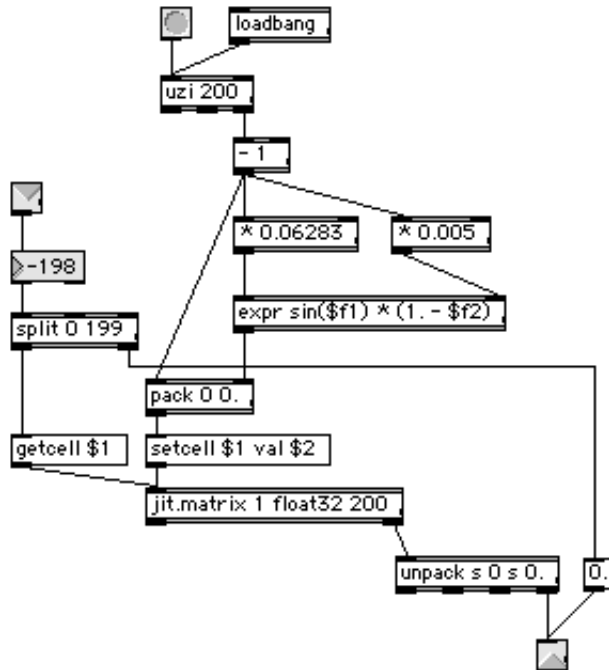 loadbang
uzi 200
- 1
* 0.06283
* 0.005
-198
expr sin($f1) * (1. - $f2)
split 0 199
pack 0 0.
getcell $1
setcell $1 val $2
jit.matrix 1 float32 200
unpack s 0 s 0.
0.